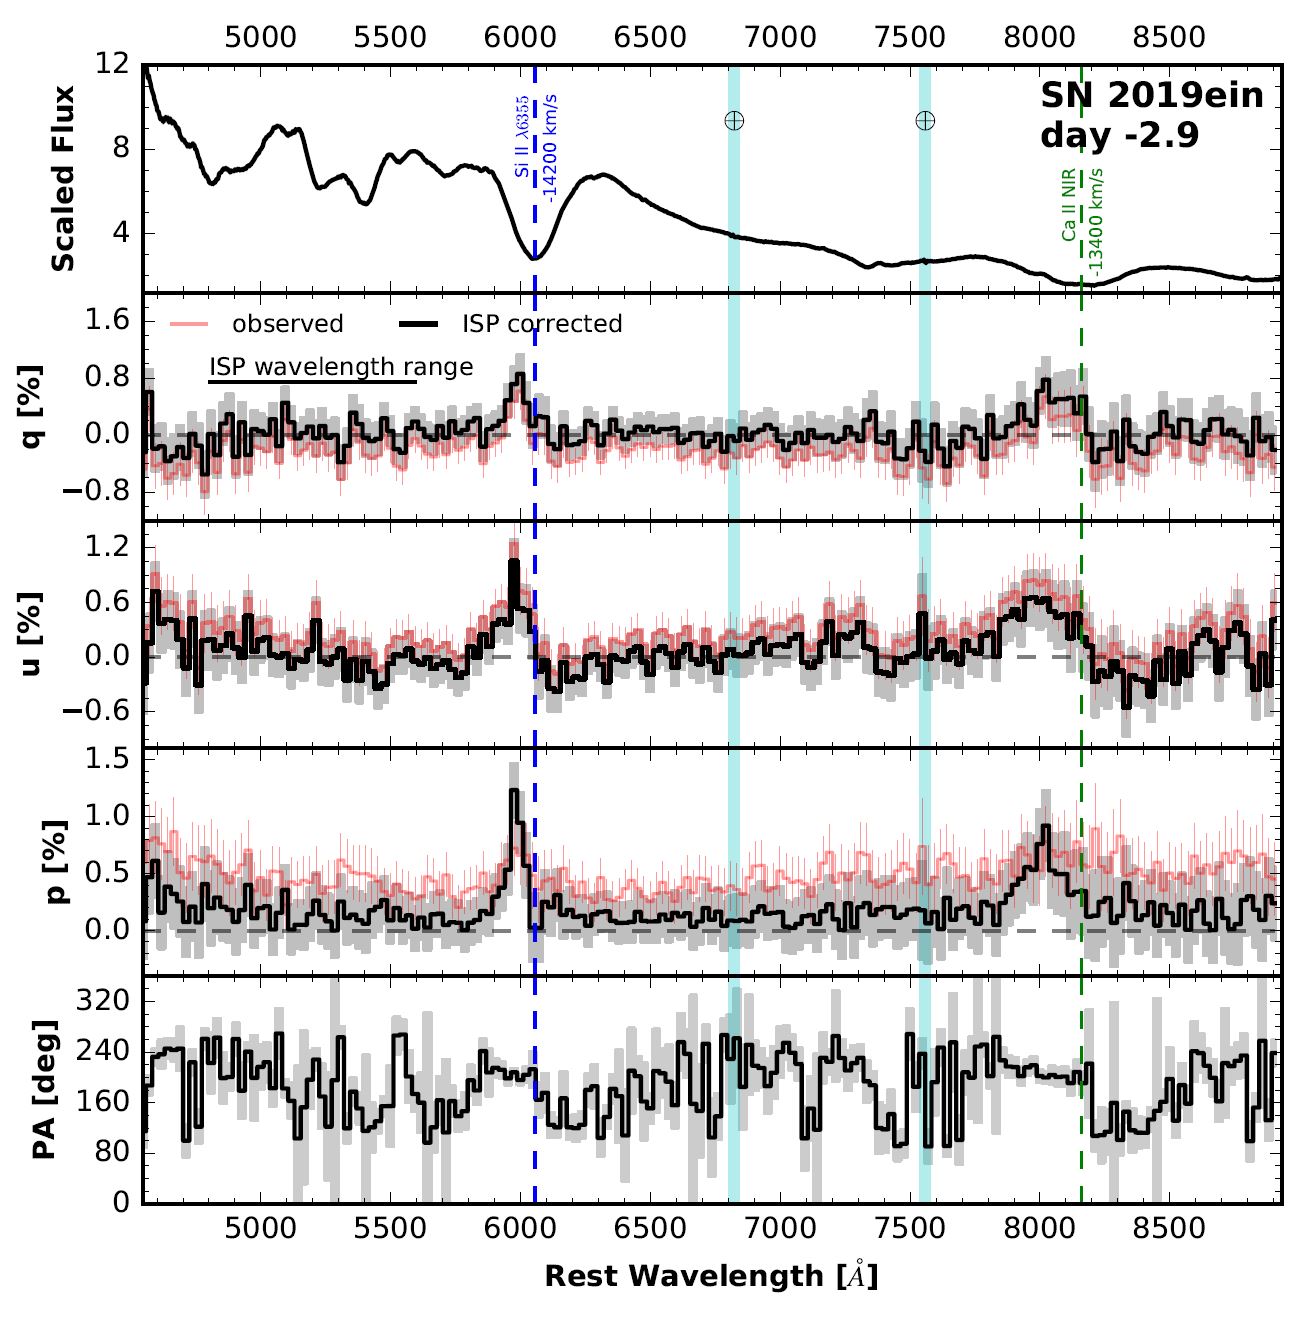 5000 5500 6000 6500 7000 7500 8000 8500
12
8
4
Scaled Flux
SN 2019ein
day -2.9
Si II λ6355
-14200 km/s
Ca II NIR
-13400 km/s
observed
ISP corrected
ISP wavelength range
1.6
0.8
0.0
−0.8
q [%]
1.2
0.6
0.0
−0.6
u [%]
1.5
1.0
0.5
0.0
p [%]
320
240
160
80
0
PA [deg]
5000 5500 6000 6500 7000 7500 8000 8500
Rest Wavelength [Å]